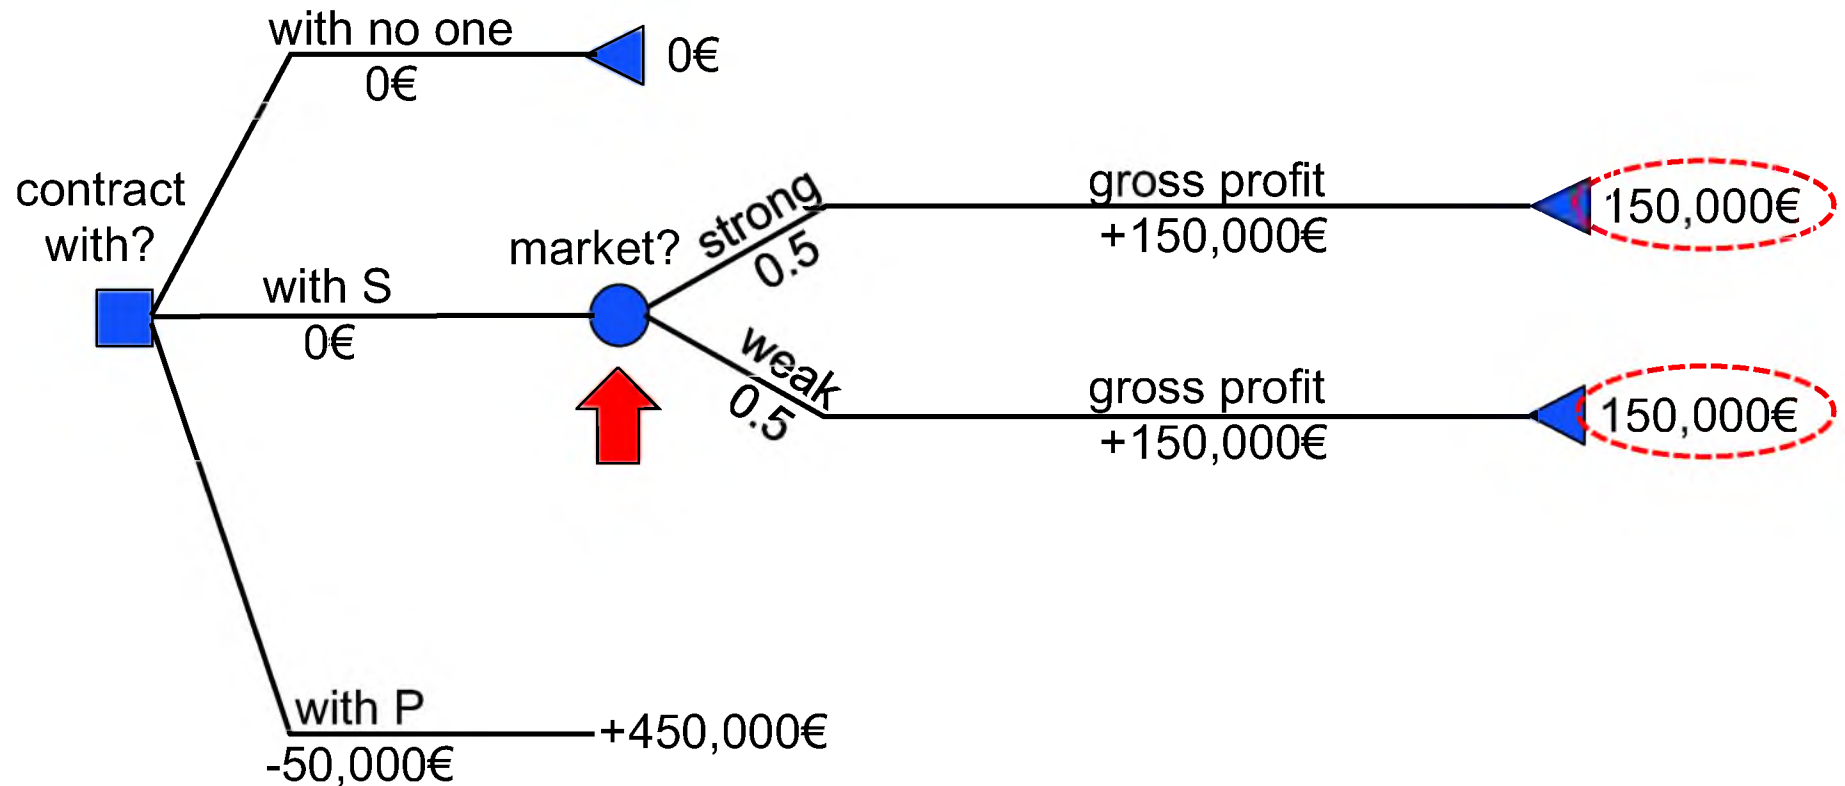 with no one
0€
0€
contract
with?
with S
0€
market?
strong
0.5
gross profit
+150,000€
150,000€
weak
0.5
gross profit
+150,000€
150,000€
with P
-50,000€
+450,000€